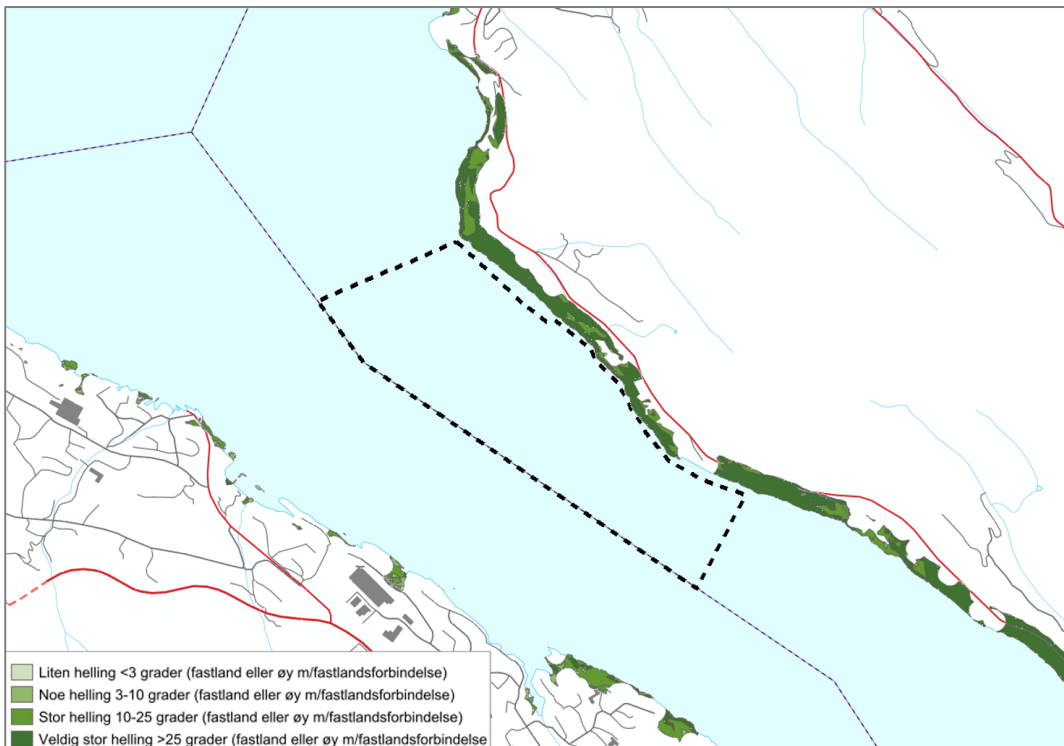 Liten helling <3 grader (fastland eller øy m/fastlandsforbindelse)
Noe helling 3-10 grader (fastland eller øy m/fastlandsforbindelse)
Stor helling 10-25 grader (fastland eller øy m/fastlandsforbindelse)
Veldig stor helling >25 grader (fastland eller øy m/fastlandsforbindelse